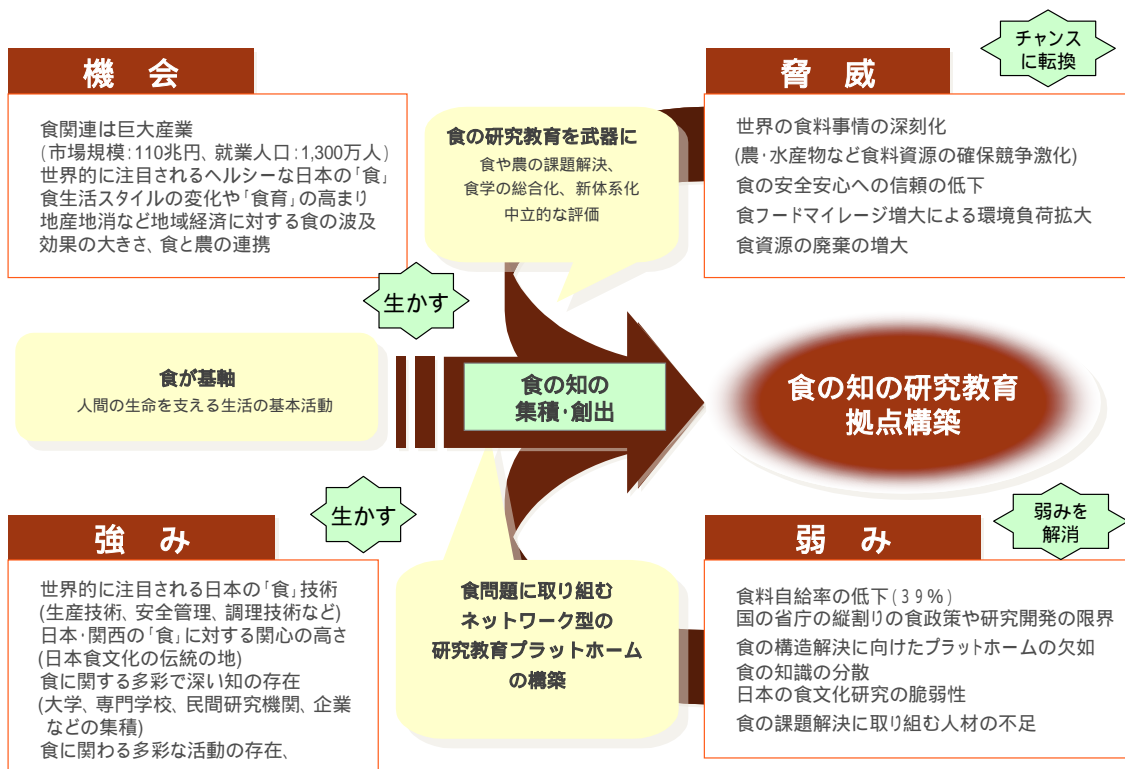 機 会
食関連は巨大産業
(市場規模:110兆円、就業人口:1,300万人)
世界的に注目されるヘルシーな日本の「食」
食生活スタイルの変化や「食育」の高まり
地産地消など地域経済に対する食の波及
効果の大きさ、食と農の連携
生かす
食の研究教育を武器に
食や農の課題解決、
食学の総合化、新体系化
中立的な評価
チャンス
に転換
脅 威
世界の食料事情の深刻化
(農・水産物など食料資源の確保競争激化)
食の安全安心への信頼の低下
食フードマイレージ増大による環境負荷拡大
食資源の廃棄の増大
食が基軸
人間の生命を支える生活の基本活動
食の知の
集積・創出
食の知の研究教育
拠点構築
強 み
生かす
世界的に注目される日本の「食」技術
(生産技術、安全管理、調理技術など)
日本・関西の「食」に対する関心の高さ
(日本食文化の伝統の地)
食に関する多彩で深い知の存在
(大学、専門学校、民間研究機関、企業
などの集積)
食に関わる多彩な活動の存在、
食問題に取り組む
ネットワーク型の
研究教育プラットホーム
の構築
弱 み
弱みを
解消
食料自給率の低下(39%)
国の省庁の縦割りの食政策や研究開発の限界
食の構造解決に向けたプラットホームの欠如
食の知識の分散
日本の食文化研究の脆弱性
食の課題解決に取り組む人材の不足